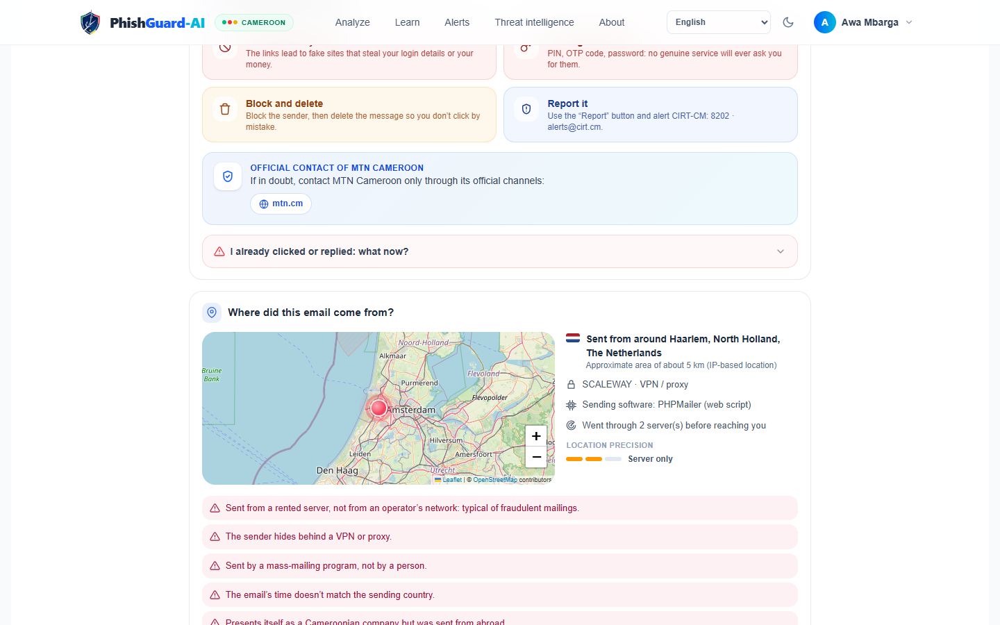 PhishGuard-AI
CAMEROON
Analyze
Learn
Alerts
Threat intelligence
About
English
A
Awa Mbarga
The links lead to fake sites that steal your login details or your
money.
PIN, OTP code, password: no genuine service will ever ask you
for them.
Block and delete
Block the sender, then delete the message so you don't click by
mistake.
Report it
Use the “Report” button and alert CIRT-CM: 8202 ·
alerts@cirt.cm.
OFFICIAL CONTACT OF MTN CAMEROON
If in doubt, contact MTN Cameroon only through its official channels:
mtn.cm
I already clicked or replied: what now?
Where did this email come from?
Bruine
Bank
Noord-Holland
Alkmaar
Purmerend
Flevoland
Flevopolder
Amsterdam
Hilversum
Leiden
Amersfoort
Utrecht
Den Haag
+
−
Leaflet | © OpenStreetMap contributors
Sent from around Haarlem, North Holland,
The Netherlands
Approximate area of about 5 km (IP-based location)
SCALEWAY · VPN / proxy
Sending software: PHPMailer (web script)
Went through 2 server(s) before reaching you
LOCATION PRECISION
Server only
Sent from a rented server, not from an operator’s network: typical of fraudulent mailings.
The sender hides behind a VPN or proxy.
Sent by a mass-mailing program, not by a person.
The email’s time doesn’t match the sending country.
Presents itself as a Cameroonian company but was sent from abroad.